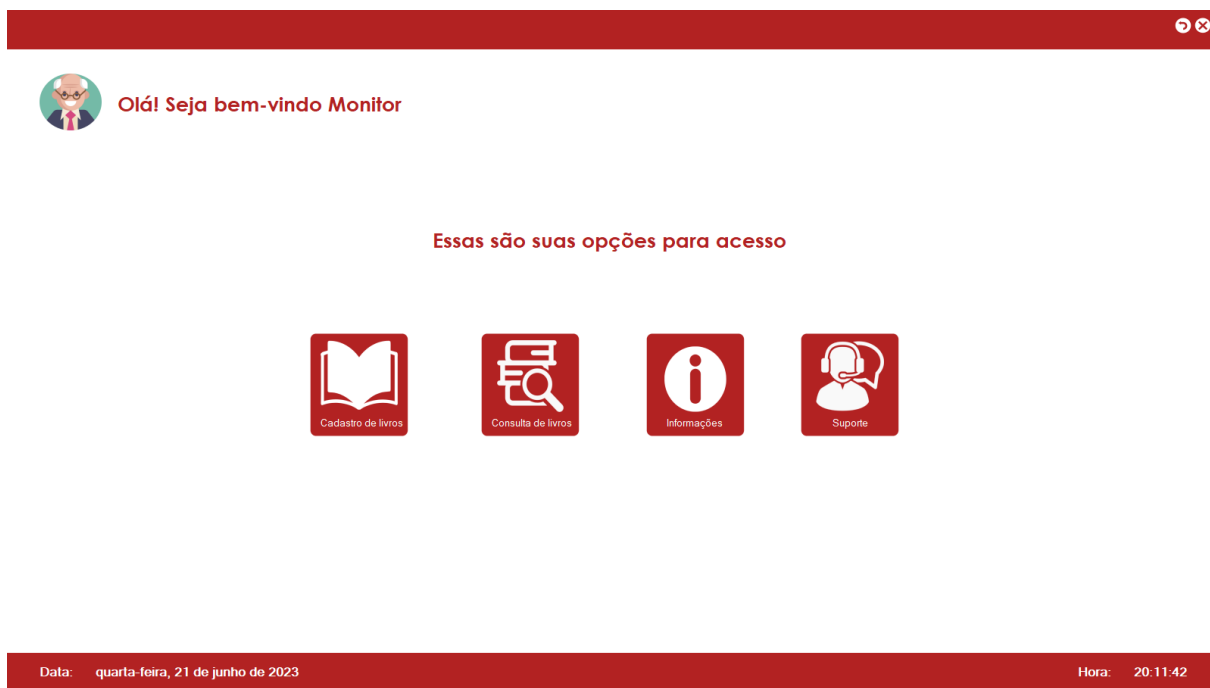 Olá! Seja bem-vindo Monitor
Essas são suas opções para acesso
Cadastro de livros
Consulta de livros
Informações
Suporte
Data: quarta-feira, 21 de junho de 2023
Hora: 20:11:42